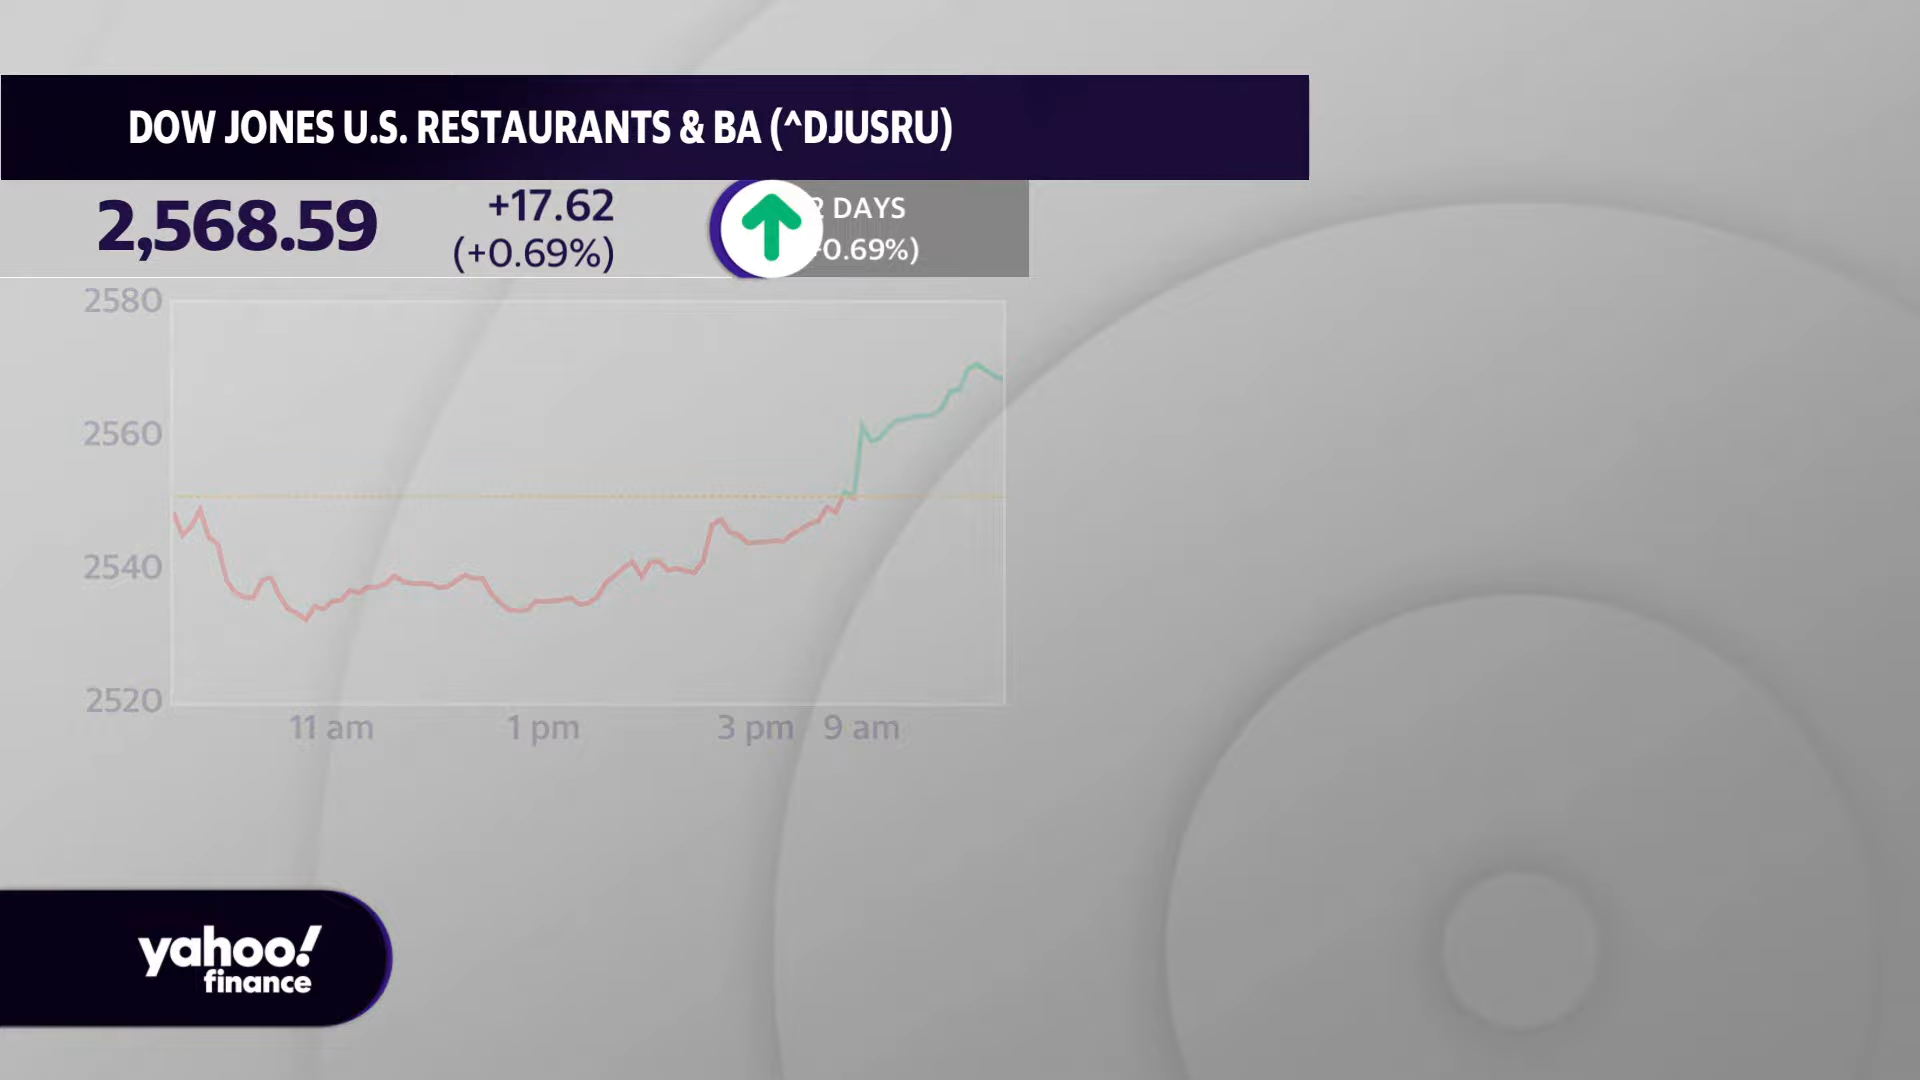 DOW JONES U.S. RESTAURANTS & BA (^DJUSRU)
2,568.59
+17.62
(+0.69%)
2 DAYS
0.69%)
2580
2560
2540
2520
11 am
1 pm
3 pm
9 am
yahoo!
finance